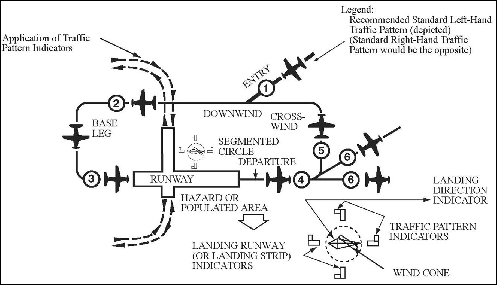 Legend:
Recommended Standard Left-Hand
Traffic Pattern (depicted)
(Standard Right-Hand Traffic
Pattern would be the opposite)
Application of Traffic
Pattern Indicators
ENTRY
1
2
DOWNWIND
CROSS-
WIND
BASE
LEG
SEGMENTED
CIRCLE
5
6
DEPARTURE
3
RUNWAY
4
6
HAZARD OR
POPULATED AREA
LANDING
DIRECTION
INDICATOR
LANDING RUNWAY
(OR LANDING STRIP)
INDICATORS
TRAFFIC PATTERN
INDICATORS
WIND CONE